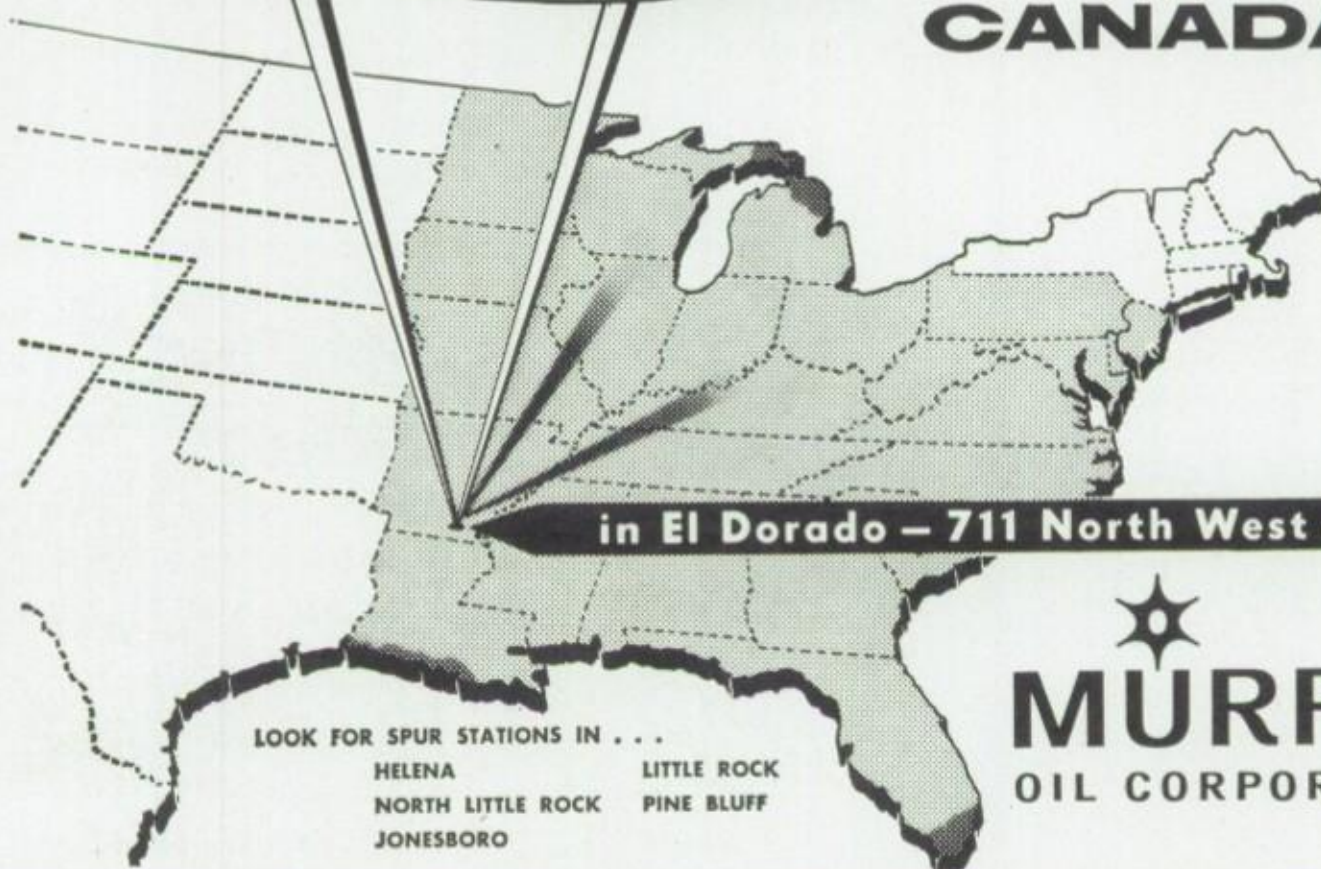 CANADA
in El Dorado — 711 North West
MURP
OIL CORPOR
LOOK FOR SPUR STATIONS IN . . .
HELENA LITTLE ROCK
NORTH LITTLE ROCK PINE BLUFF
JONESBORO